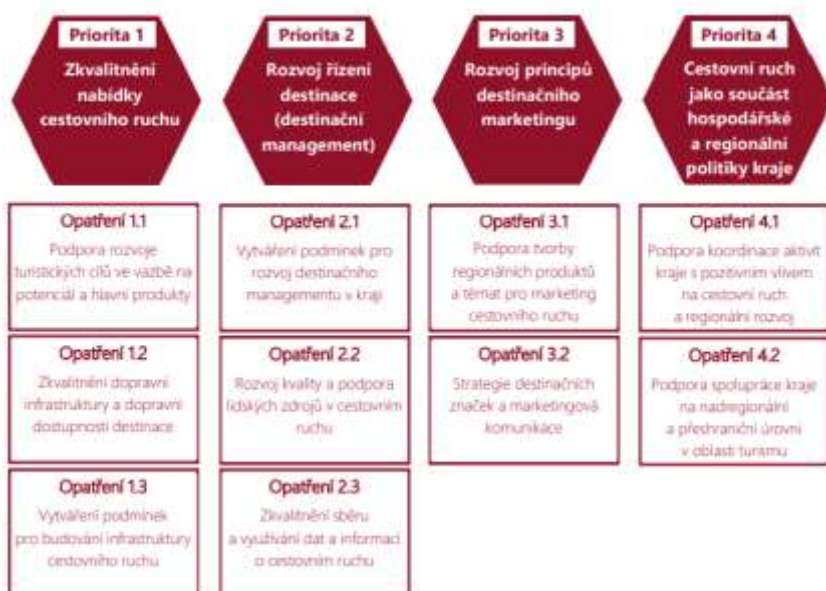 Priorita 1
Zkvalitnění
nabídky
cestovního ruchu
Priorita 2
Rozvoj řízení
destinace
(destinační
management)
Priorita 3
Rozvoj principů
destinačního
marketingu
Priorita 4
Cestovní ruch
jako součást
hospodářské
a regionální
politiky kraje
Opatření 1.1
Podpora rozvoje
turistických cílů ve vazbě na
potenciál a hlavní produkty
Opatření 2.1
Vytváření podmínek pro
rozvoj destinačního
managementu v kraji
Opatření 3.1
Podpora tvorby
regionálních produktů
a témat pro marketing
cestovního ruchu
Opatření 4.1
Podpora koordinace aktivit
kraje s pozitivním vlivem
na cestovní ruch
a regionální rozvoj
Opatření 1.2
Zkvalitnění dopravní
infrastruktury a dopravní
dostupnosti destinace
Opatření 2.2
Rozvoj kvality a podpora
lidských zdrojů v cestovním
ruchu
Opatření 3.2
Strategie destinačních
značek a marketingová
komunikace
Opatření 4.2
Podpora spolupráce kraje
na nadregionální
a přeshraniční úrovni
v oblasti turismu
Opatření 1.3
Vytváření podmínek
pro budování infrastruktury
cestovního ruchu
Opatření 2.3
Zkvalitnění sběru
a využívání dat a informací
o cestovním ruchu